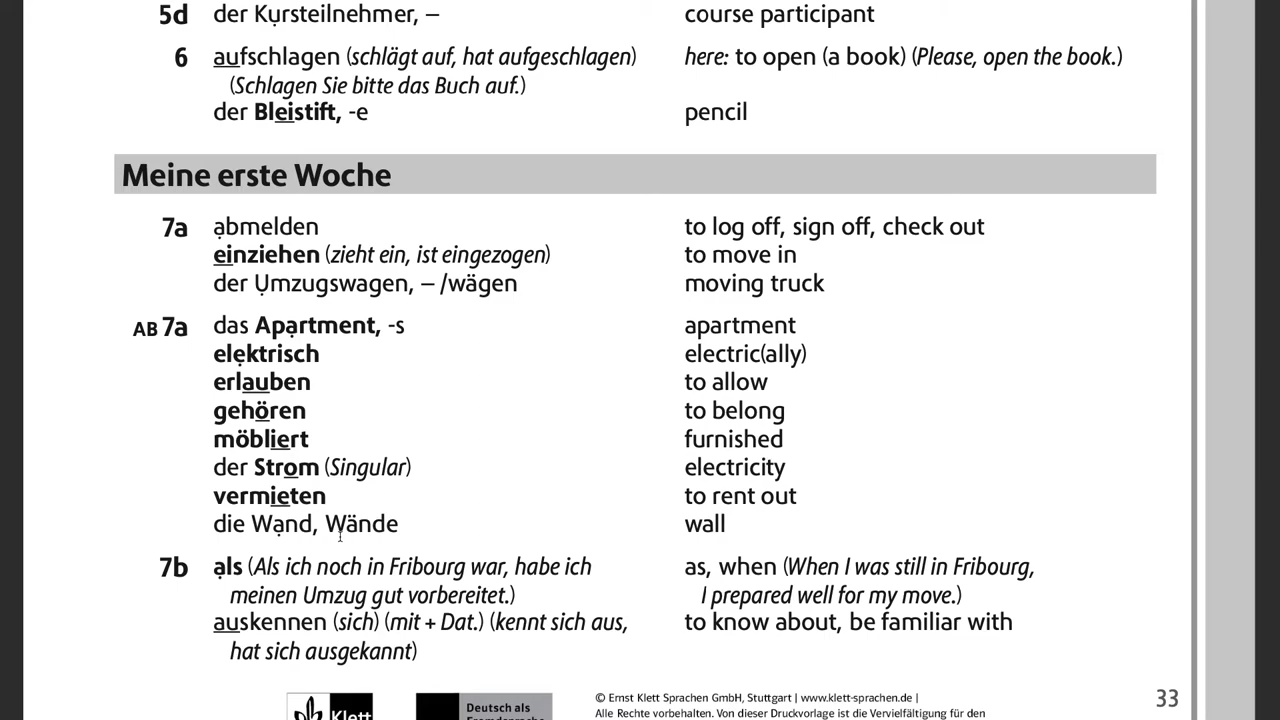 5d der Kursteilnehmer, – course participant
6 aufschlagen (schlägt auf, hat aufgeschlagen) here: to open (a book) (Please, open the book.)
(Schlagen Sie bitte das Buch auf.)
der Bleistift, -e pencil
Meine erste Woche
7a abmelden to log off, sign off, check out
einziehen (zieht ein, ist eingezogen) to move in
der Umzugswagen, – /wägen moving truck
AB 7a das Apartment, -s apartment
elektrisch electric(ally)
erlauben to allow
gehören to belong
möbliert furnished
der Strom (Singular) electricity
vermieten to rent out
die Wand, Wände wall
7b als (Als ich noch in Fribourg war, habe ich as, when (When I was still in Fribourg,
meinen Umzug gut vorbereitet.) I prepared well for my move.)
auskennen (sich) (mit + Dat.) (kennt sich aus, to know about, be familiar with
hat sich ausgekannt)
Klett
Deutsch als
Fremdsprache
© Ernst Klett Sprachen GmbH, Stuttgart | www.klett-sprachen.de |
Alle Rechte vorbehalten. Von dieser Druckvorlage ist die Vervielfältigung für den
33